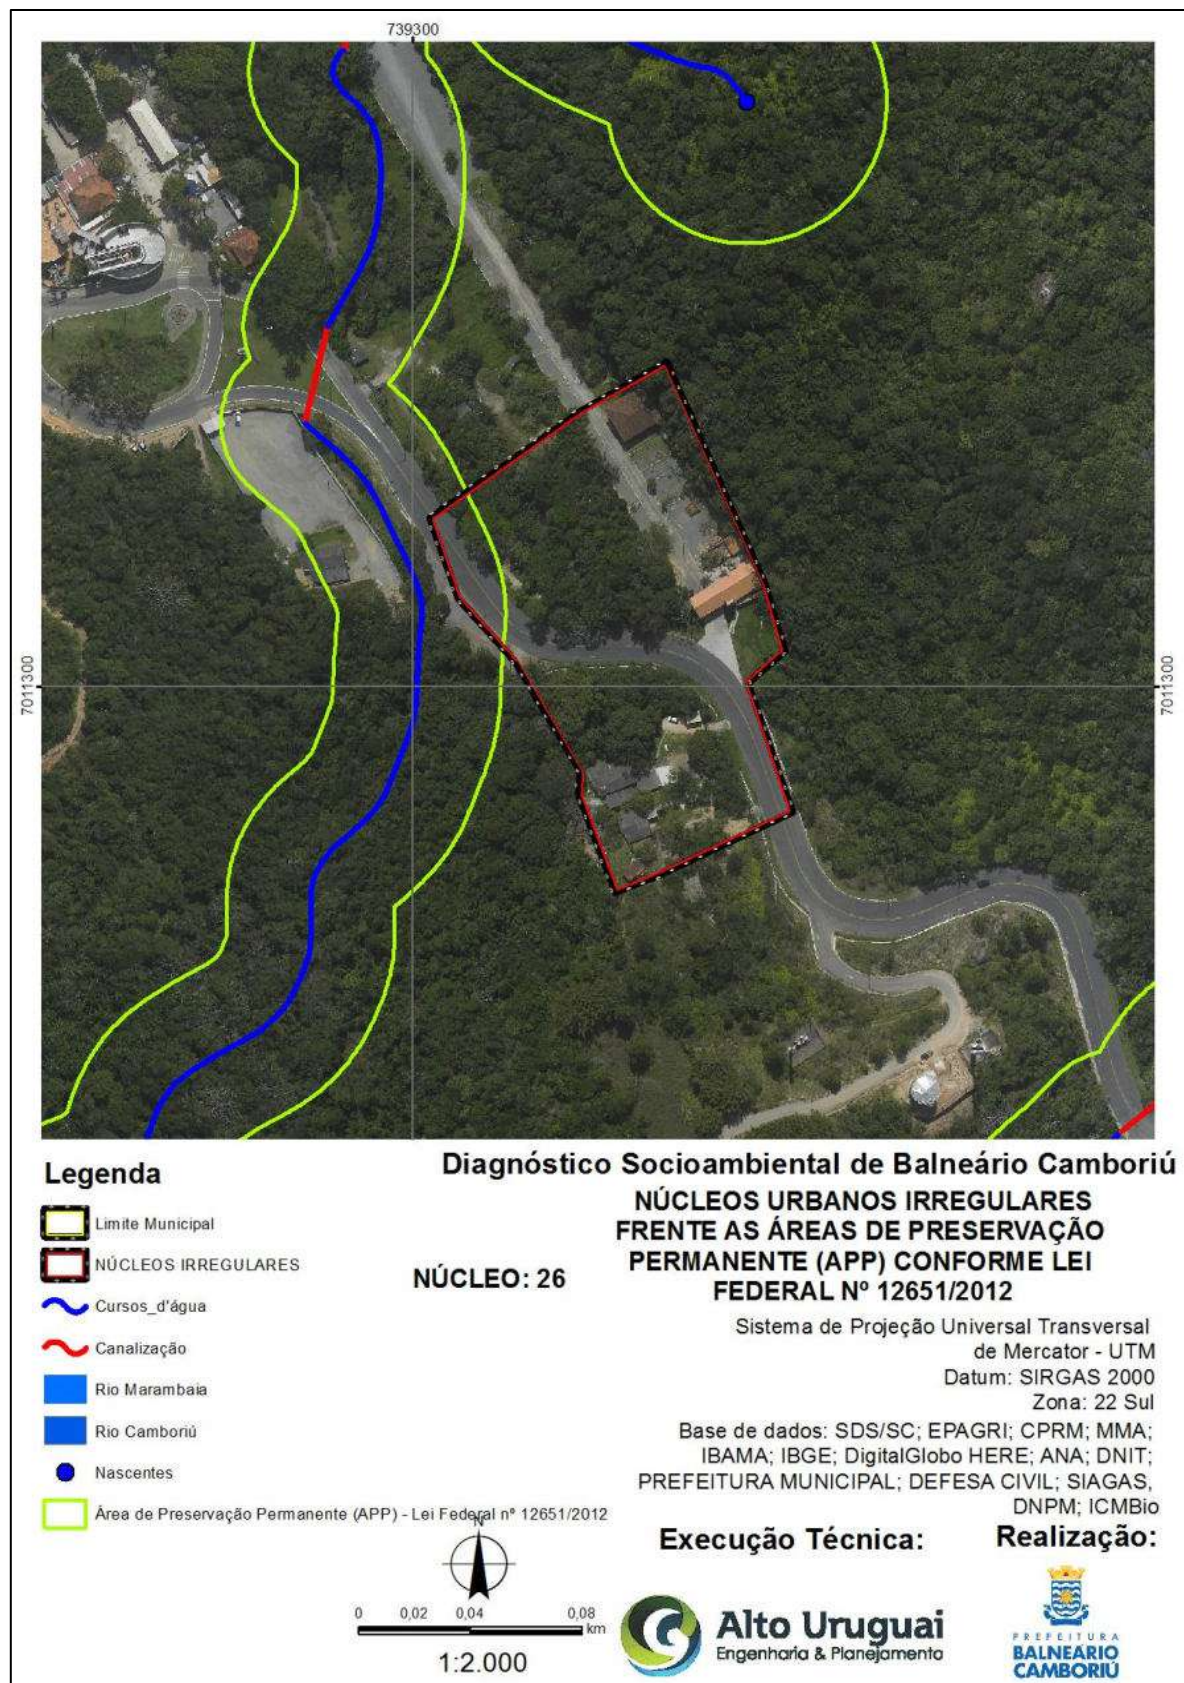 739300
7011300
7011300
Legenda
Limite Municipal
NÚCLEOS IRREGULARES
Cursos_d'água
Canalização
Rio Marambaia
Rio Camboriú
Nascentes
Área de Preservação Permanente (APP) - Lei Federal nº 12651/2012
Diagnóstico Socioambiental de Balneário Camboriú
NÚCLEO: 26
NÚCLEOS URBANOS IRREGULARES
FRENTE AS ÁREAS DE PRESERVAÇÃO
PERMANENTE (APP) CONFORME LEI
FEDERAL Nº 12651/2012
Sistema de Projeção Universal Transversal
de Mercator - UTM
Datum: SIRGAS 2000
Zona: 22 Sul
Base de dados: SDS/SC; EPAGRI; CPRM; MMA;
IBAMA; IBGE; DigitalGlobo HERE; ANA; DNIT;
PREFEITURA MUNICIPAL; DEFESA CIVIL; SIAGAS,
DNPM; ICMBio
N
0 0,02 0,04 0,08
km
1:2.000
Execução Técnica:
Alto Uruguai
Engenharia & Planejamento
Realização:
PREFEITURA
BALNEÁRIO
CAMBORIÚ